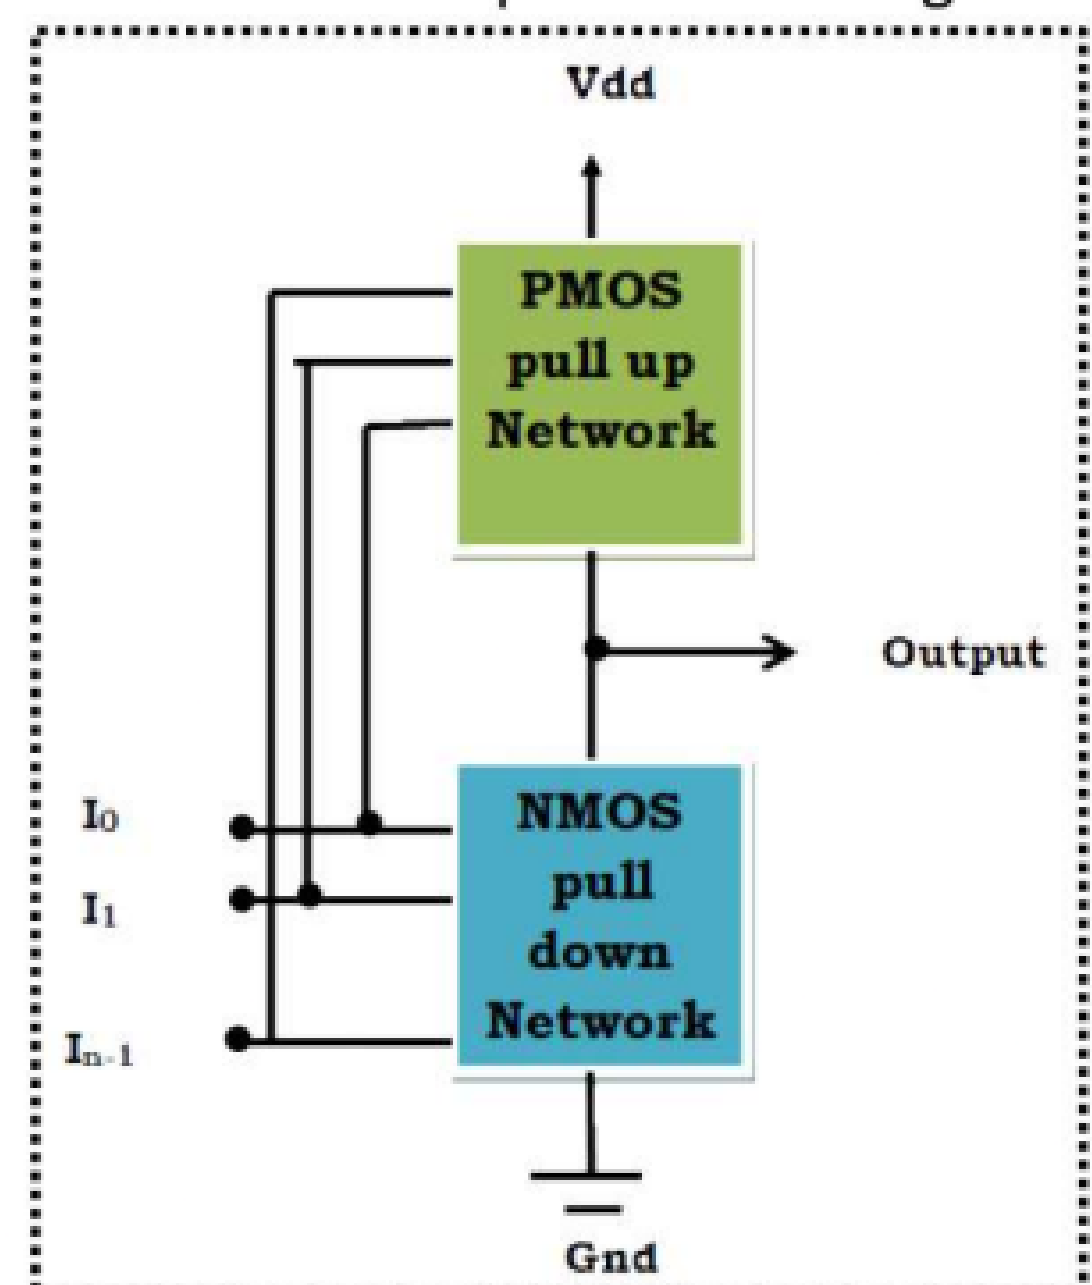 Vdd
PMOS
pull up
Network
Output
I0
I1
In-1
NMOS
pull
down
Network
Gnd